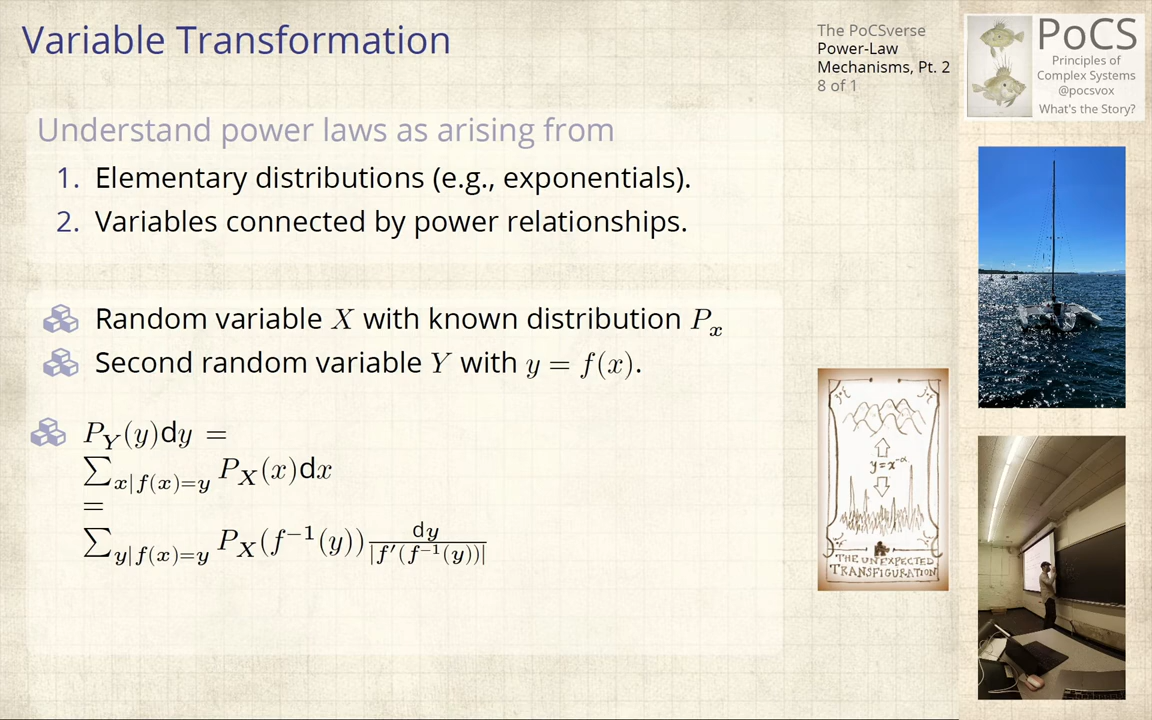 Variable Transformation
The PoCSverse
Power-Law
Mechanisms, Pt. 2
8 of 1
PoCS
Principles of
Complex Systems
@pocsvox
What's the Story?
Understand power laws as arising from
1. Elementary distributions (e.g., exponentials).
2. Variables connected by power relationships.
Random variable X with known distribution P_x
Second random variable Y with y = f(x).
P_Y(y)dy =
∑_{x|f(x)=y} P_X(x)dx
=
∑_{y|f(x)=y} P_X(f^{-1}(y)) dy/|f'(f^{-1}(y))|
y=x^{-α}
THE UNEXPECTED
TRANSFIGURATION